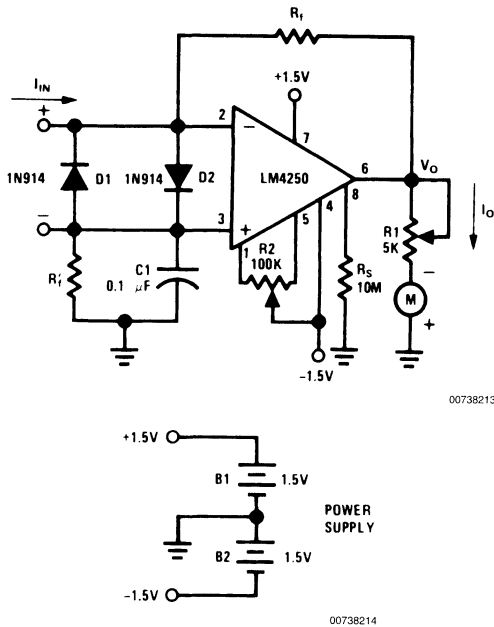 Rf
+1.5V
IIN
+
2
−
7
6
VO
1N914
D1
1N914
D2
LM4250
8
4
IO
−
3
+
1
5
R2
100K
R1
5K
R'f
C1
0.1 μF
RS
10M
−
M
+
−1.5V
00738213
+1.5V
B1
1.5V
POWER
SUPPLY
B2
1.5V
−1.5V
00738214